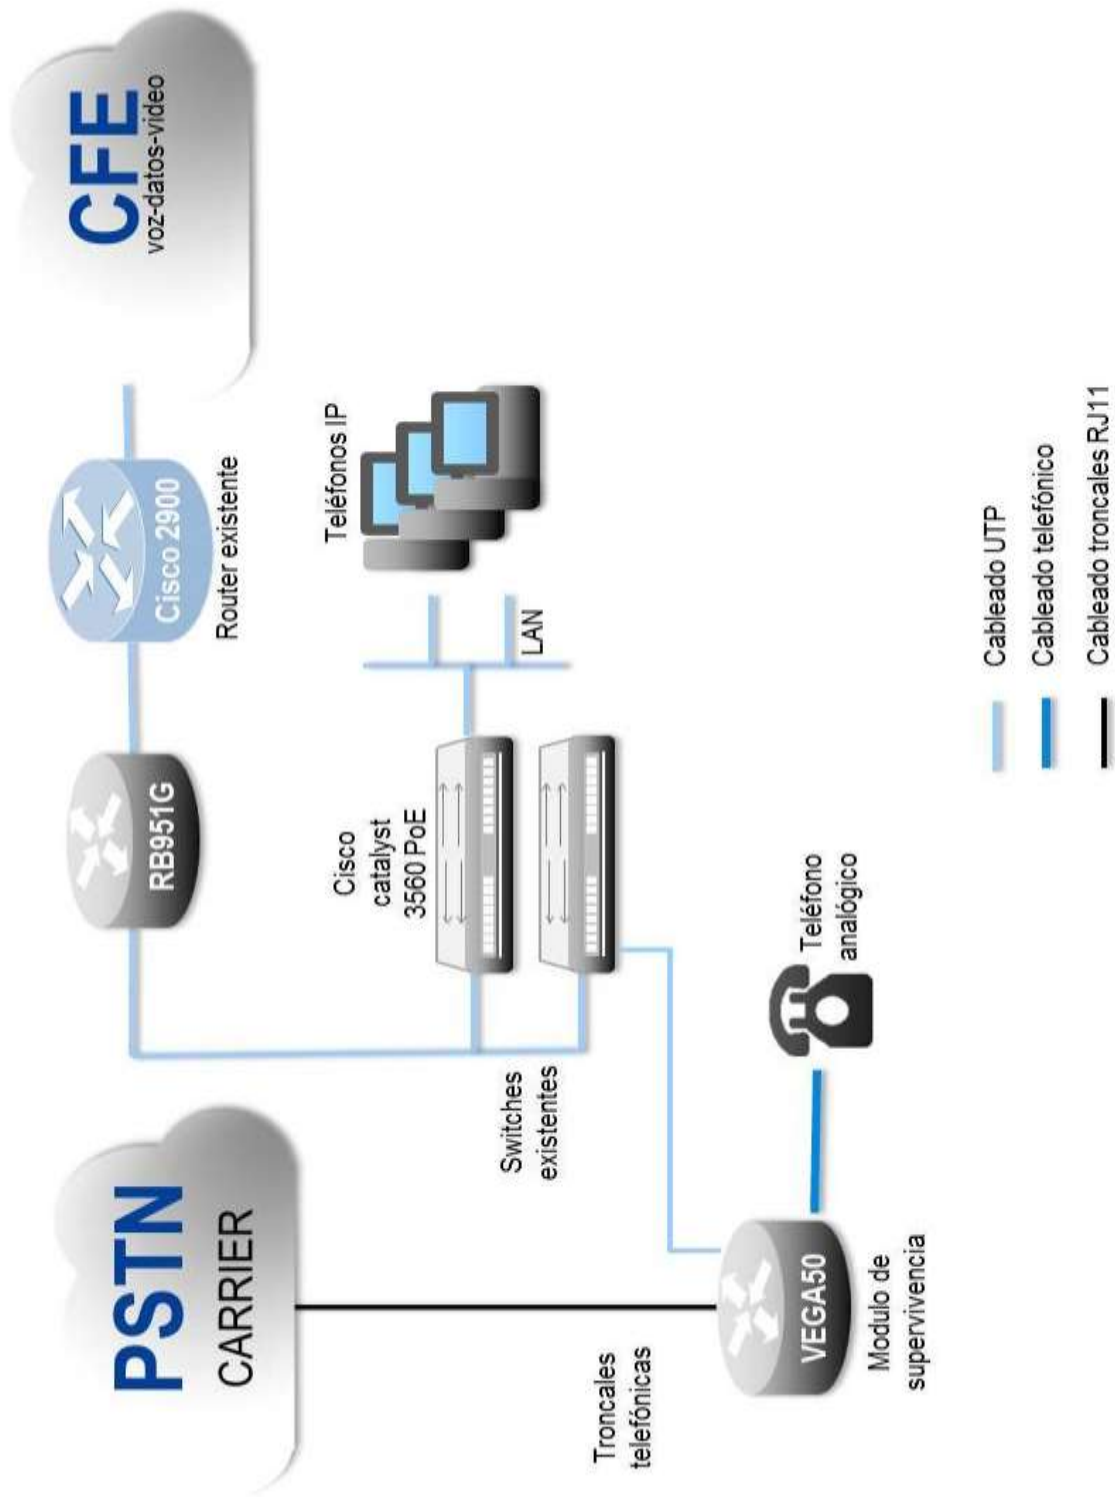 PSTN
CARRIER
RB951G
Cisco 2900
Router existente
CFE
voz-datos-video
Cisco
catalyst
3560 PoE
Teléfonos IP
LAN
Switches
existentes
Troncales
telefónicas
VEGA50
Modulo de
supervivencia
Teléfono
analógico
Cableado UTP
Cableado telefónico
Cableado troncales RJ11